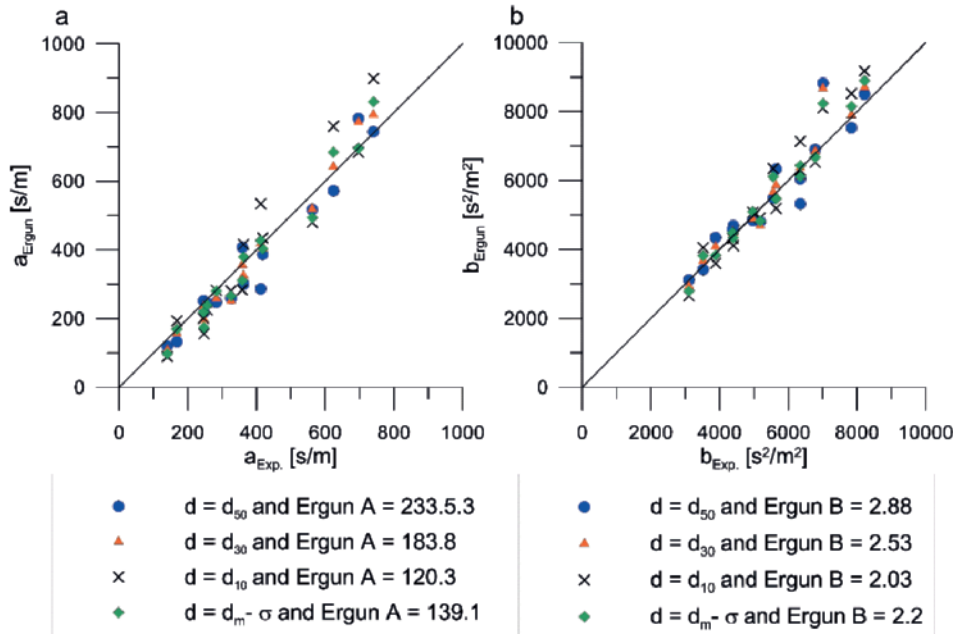 a
1000
800
600
400
200
0
a_Ergun [s/m]
0 200 400 600 800 1000
a_Exp. [s/m]
b
10000
8000
6000
4000
2000
0
b_Ergun [s²/m²]
0 2000 4000 6000 8000 10000
b_Exp. [s²/m²]
d = d₅₀ and Ergun A = 233.5.3
d = d₃₀ and Ergun A = 183.8
d = d₁₀ and Ergun A = 120.3
d = dₘ- σ and Ergun A = 139.1
d = d₅₀ and Ergun B = 2.88
d = d₃₀ and Ergun B = 2.53
d = d₁₀ and Ergun B = 2.03
d = dₘ- σ and Ergun B = 2.2